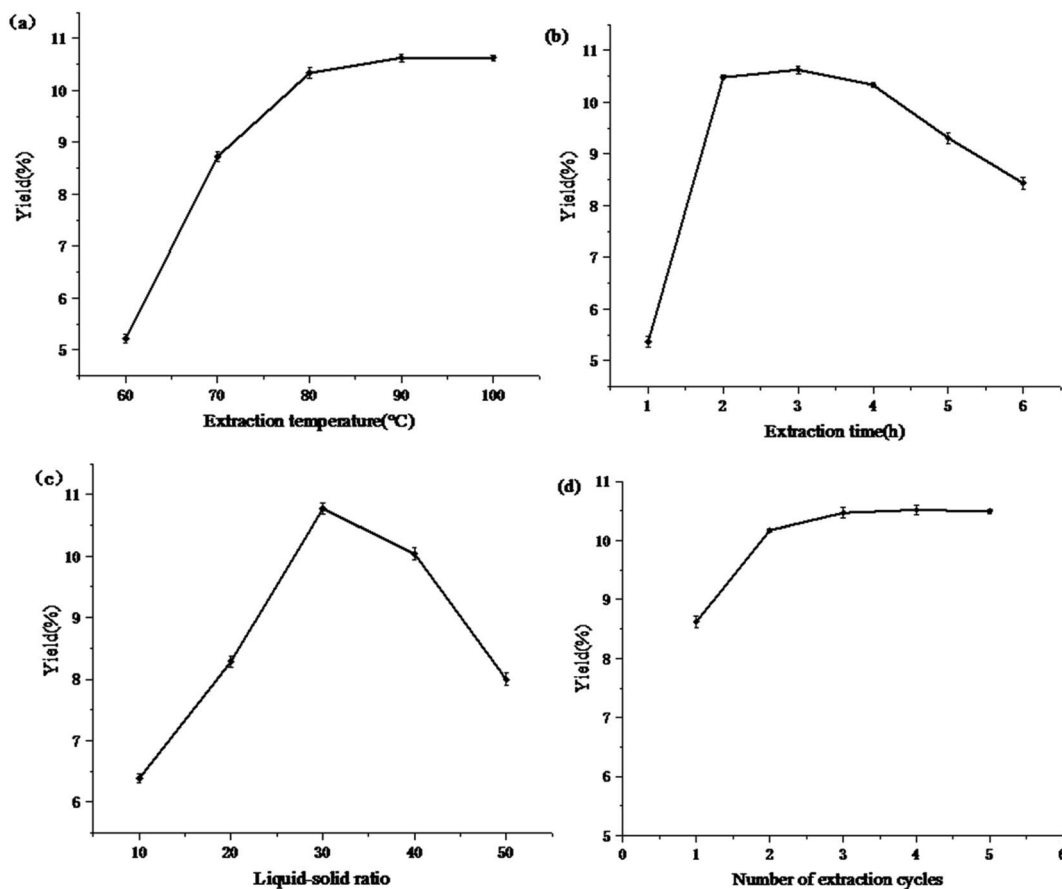 (a)
11
10
9
8
7
6
5
Yield(%)
60 70 80 90 100
Extraction temperature(°C)
(b)
11
10
9
8
7
6
5
Yield(%)
1 2 3 4 5 6
Extraction time(h)
(c)
11
10
9
8
7
6
Yield(%)
10 20 30 40 50
Liquid-solid ratio
(d)
11
10
9
8
7
6
5
Yield(%)
0 1 2 3 4 5 6
Number of extraction cycles